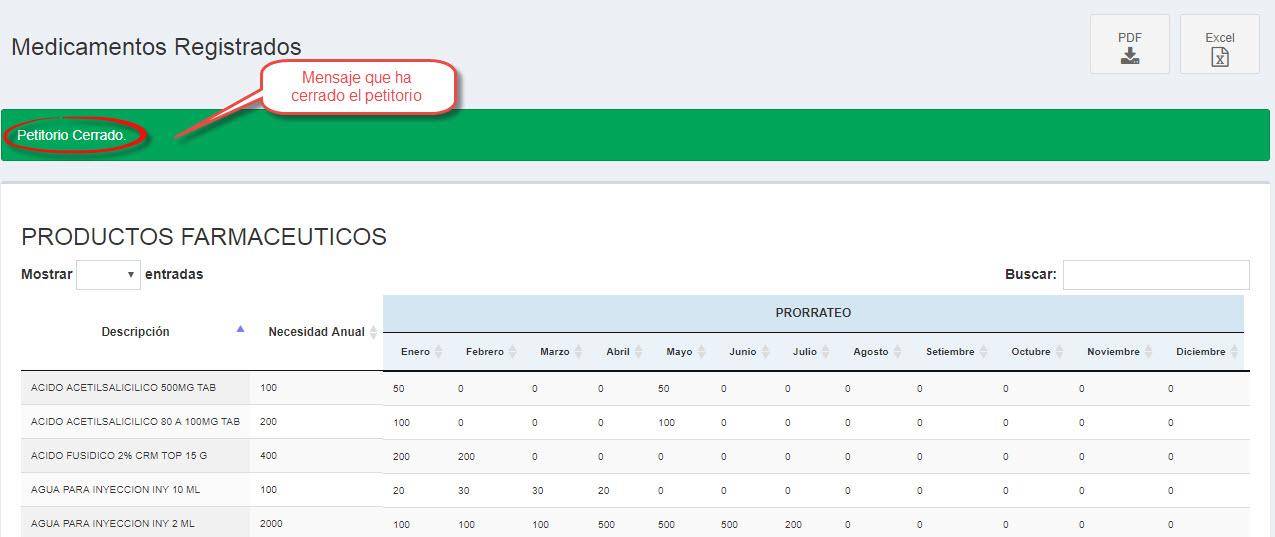 Medicamentos Registrados
PDF
Excel
Mensaje que ha
cerrado el petitorio
Petitorio Cerrado.
PRODUCTOS FARMACEUTICOS
Mostrar entradas
Buscar:
PRORRATEO
Descripción Necesidad Anual
Enero Febrero Marzo Abril Mayo Junio Julio Agosto Setiembre Octubre Noviembre Diciembre
ACIDO ACETILSALICILICO 500MG TAB 100 50 0 0 0 50 0 0 0 0 0 0 0
ACIDO ACETILSALICILICO 80 A 100MG TAB 200 100 0 0 0 100 0 0 0 0 0 0 0
ACIDO FUSIDICO 2% CRM TOP 15 G 400 200 200 0 0 0 0 0 0 0 0 0 0
AGUA PARA INYECCION INY 10 ML 100 20 30 30 20 0 0 0 0 0 0 0 0
AGUA PARA INYECCION INY 2 ML 2000 100 100 100 500 500 500 200 0 0 0 0 0